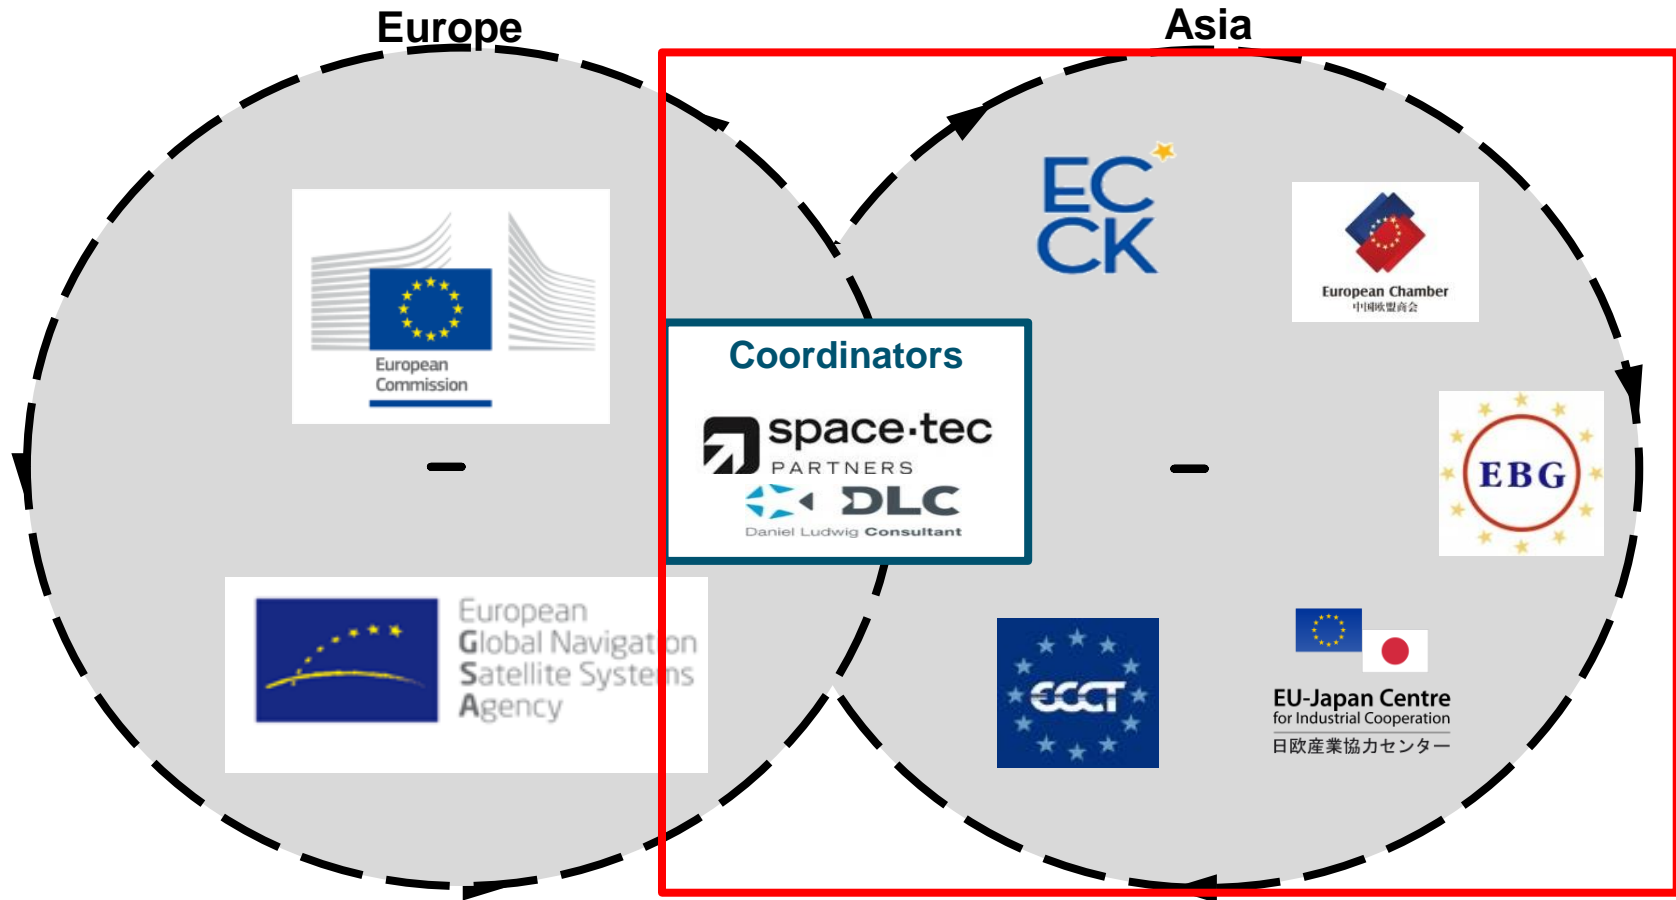 Europe
Asia
EC
CK
European Chamber
中国欧盟商会
European
Commission
Coordinators
space·tec
PARTNERS
DLC
Daniel Ludwig Consultant
EBG
European
Global Navigation
Satellite Systems
Agency
ECCT
EU-Japan Centre
for Industrial Cooperation
日欧産業協力センター